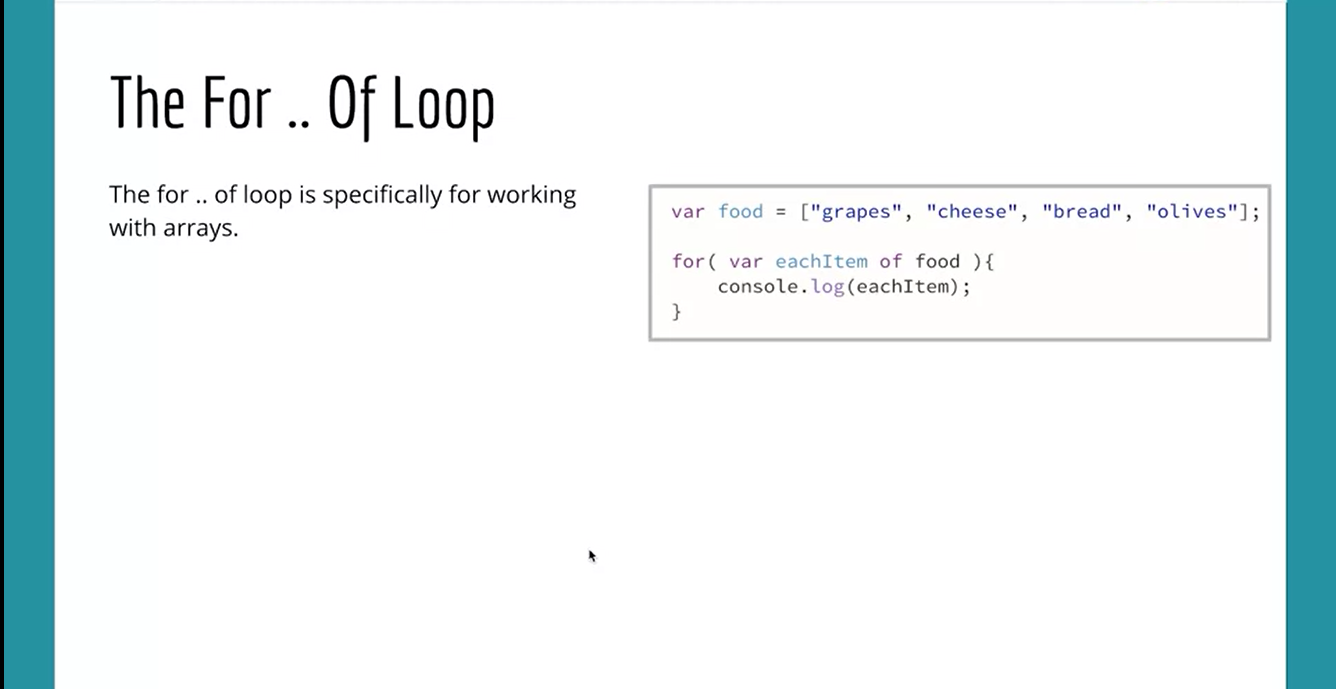 The For .. Of Loop
The for .. of loop is specifically for working
with arrays.
var food = ["grapes", "cheese", "bread", "olives"];
for( var eachItem of food ){
    console.log(eachItem);
}